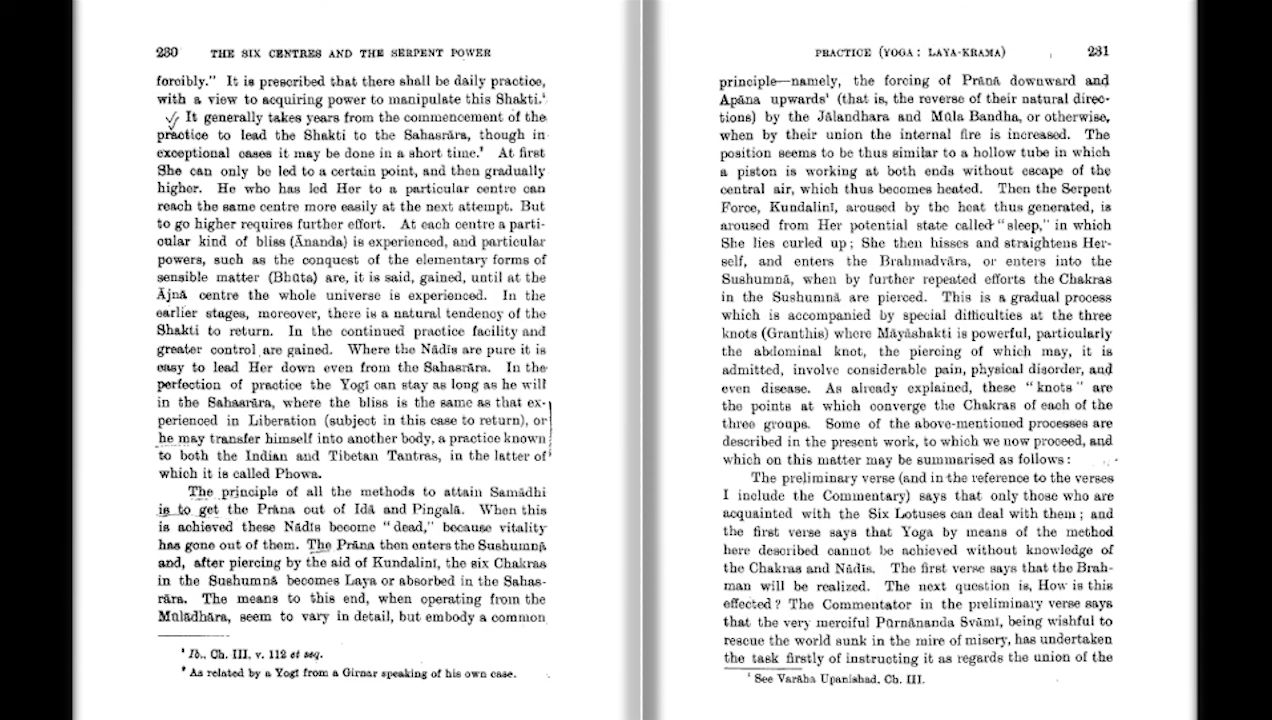 230 THE SIX CENTRES AND THE SERPENT POWER
forcibly." It is prescribed that there shall be daily practice,
with a view to acquiring power to manipulate this Shakti.¹
It generally takes years from the commencement of the
practice to lead the Shakti to the Sahasrāra, though in
exceptional cases it may be done in a short time.² At first
She can only be led to a certain point, and then gradually
higher. He who has led Her to a particular centre can
reach the same centre more easily at the next attempt. But
to go higher requires further effort. At each centre a parti-
cular kind of bliss (Ānanda) is experienced, and particular
powers, such as the conquest of the elementary forms of
sensible matter (Bhūta) are, it is said, gained, until at the
Ājnā centre the whole universe is experienced. In the
earlier stages, moreover, there is a natural tendency of the
Shakti to return. In the continued practice facility and
greater control are gained. Where the Nādīs are pure it is
easy to lead Her down even from the Sahasrāra. In the
perfection of practice the Yogī can stay as long as he will
in the Sahasrāra, where the bliss is the same as that ex-
perienced in Liberation (subject in this case to return), or
he may transfer himself into another body, a practice known
to both the Indian and Tibetan Tantras, in the latter of
which it is called Phowa.
The principle of all the methods to attain Samādhi
is to get the Prāna out of Idā and Pingalā. When this
is achieved these Nādīs become "dead," because vitality
has gone out of them. The Prāna then enters the Sushumnā
and, after piercing by the aid of Kundalinī, the six Chakras
in the Sushumnā becomes Laya or absorbed in the Sahas-
rāra. The means to this end, when operating from the
Mūlādhāra, seem to vary in detail, but embody a common
¹ Ib., Ch. III, v. 112 et seq.
² As related by a Yogī from a Girnar speaking of his own case.
PRACTICE (YOGA: LAYA-KRAMA) 231
principle—namely, the forcing of Prānā downward and
Apāna upwards¹ (that is, the reverse of their natural direc-
tions) by the Jālandhara and Mūla Bandha, or otherwise,
when by their union the internal fire is increased. The
position seems to be thus similar to a hollow tube in which
a piston is working at both ends without escape of the
central air, which thus becomes heated. Then the Serpent
Force, Kundalinī, aroused by the heat thus generated, is
aroused from Her potential state called "sleep," in which
She lies curled up; She then hisses and straightens Her-
self, and enters the Brahmadvāra, or enters into the
Sushumnā, when by further repeated efforts the Chakras
in the Sushumnā are pierced. This is a gradual process
which is accompanied by special difficulties at the three
knots (Granthis) where Māyāshakti is powerful, particularly
the abdominal knot, the piercing of which may, it is
admitted, involve considerable pain, physical disorder, and
even disease. As already explained, these "knots" are
the points at which converge the Chakras of each of the
three groups. Some of the above-mentioned processes are
described in the present work, to which we now proceed, and
which on this matter may be summarised as follows:
The preliminary verse (and in the reference to the verses
I include the Commentary) says that only those who are
acquainted with the Six Lotuses can deal with them; and
the first verse says that Yoga by means of the method
here described cannot be achieved without knowledge of
the Chakras and Nādīs. The first verse says that the Brah-
man will be realized. The next question is, How is this
effected? The Commentator in the preliminary verse says
that the very merciful Pūrnānanda Svāmī, being wishful to
rescue the world sunk in the mire of misery, has undertaken
the task firstly of instructing it as regards the union of the
¹ See Varāha Upanishad, Ch. III.